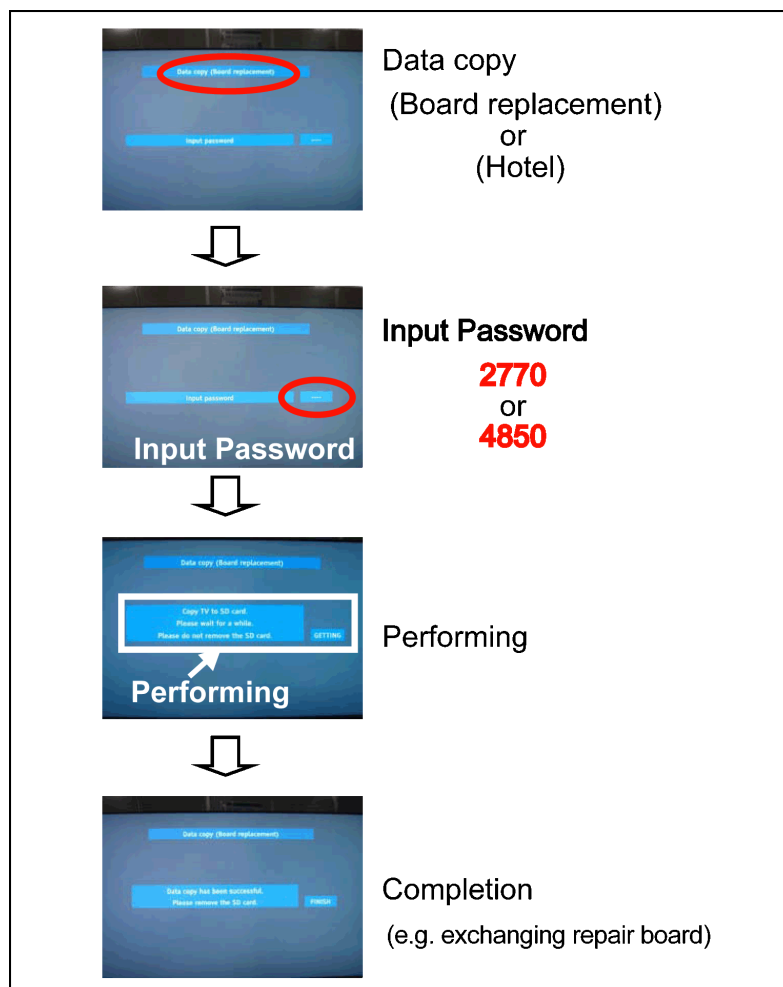 Data copy (Board replacement)
Input password ----
Data copy
(Board replacement)
or
(Hotel)
Data copy (Board replacement)
Input password ----
Input Password
Input Password
2770
or
4850
Data copy (Board replacement)
Copy TV to SD card.
Please wait for a while.
Please do not remove the SD card.
GETTING
Performing
Performing
Data copy (Board replacement)
Data copy has been successful.
Please remove the SD card.
FINISH
Completion
(e.g. exchanging repair board)